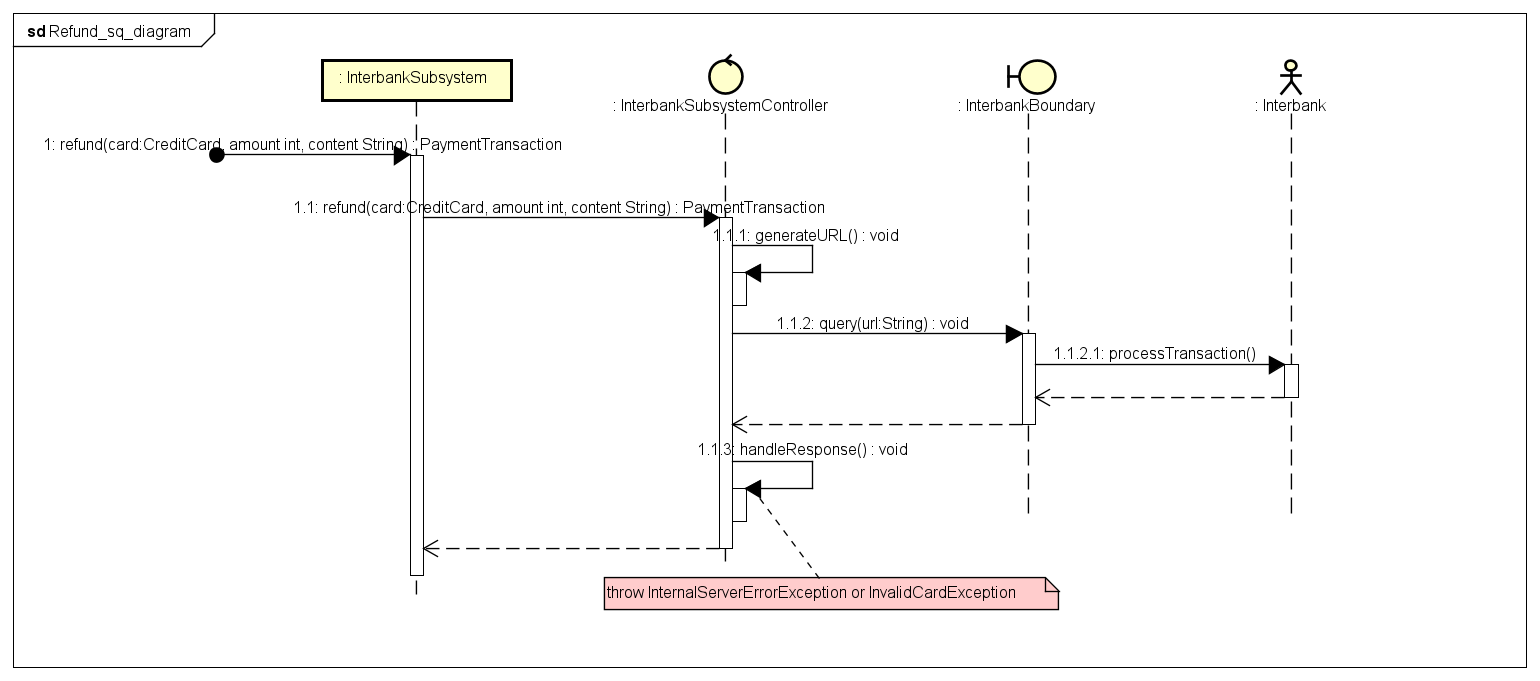 sd Refund_sq_diagram
: InterbankSubsystem
: InterbankSubsystemController
: InterbankBoundary
: Interbank
1: refund(card:CreditCard, amount int, content String) : PaymentTransaction
1.1: refund(card:CreditCard, amount int, content String) : PaymentTransaction
1.1.1: generateURL() : void
1.1.2: query(url:String) : void
1.1.2.1: processTransaction()
1.1.3: handleResponse() : void
throw InternalServerErrorException or InvalidCardException